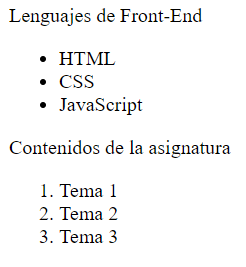 Lenguajes de Front-End
• HTML
• CSS
• JavaScript
Contenidos de la asignatura
1. Tema 1
2. Tema 2
3. Tema 3